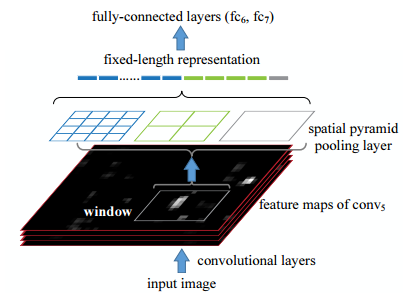 fully-connected layers (fc₆, fc₇)
fixed-length representation
......
spatial pyramid
pooling layer
window
feature maps of conv₅
convolutional layers
input image